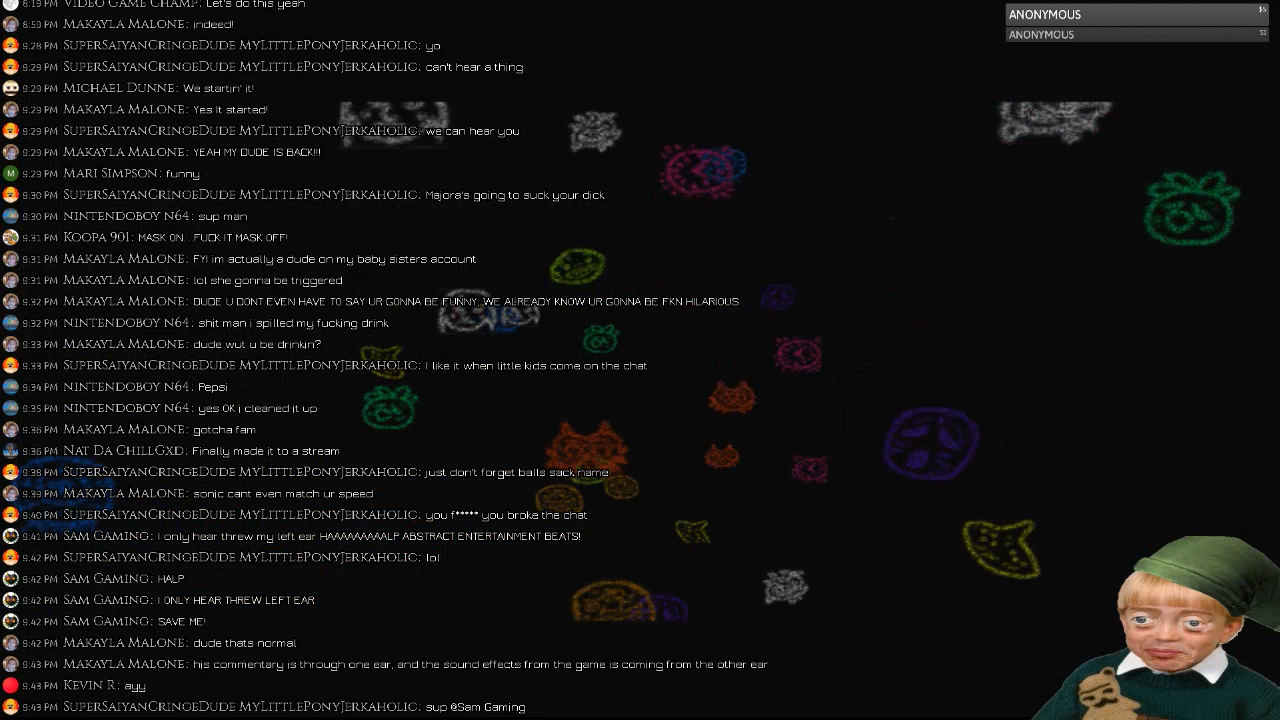 8:19 PM VIDEO GAME CHAMP: Let's do this yeah
ANONYMOUS $5
8:59 PM MAKAYLA MALONE: indeed!
ANONYMOUS $1
9:28 PM SUPERSAIYANCRINGEDUDE MYLITTLEPONYJERKAHOLIC: yo
9:29 PM SUPERSAIYANCRINGEDUDE MYLITTLEPONYJERKAHOLIC: can't hear a thing
9:29 PM MICHAEL DUNNE: We startin' it!
9:29 PM MAKAYLA MALONE: Yes It started!
9:29 PM SUPERSAIYANCRINGEDUDE MYLITTLEPONYJERKAHOLIC: we can hear you
9:29 PM MAKAYLA MALONE: YEAH MY DUDE IS BACK!!!
M 9:29 PM MARI SIMPSON: funny
9:30 PM SUPERSAIYANCRINGEDUDE MYLITTLEPONYJERKAHOLIC: Majora's going to suck your dick
9:30 PM NINTENDOBOY N64: sup man
9:31 PM KOOPA 901: MASK ON...FUCK IT MASK OFF!
9:31 PM MAKAYLA MALONE: FYI im actually a dude on my baby sisters account
9:31 PM MAKAYLA MALONE: lol she gonna be triggered
9:32 PM MAKAYLA MALONE: DUDE U DONT EVEN HAVE TO SAY UR GONNA BE FUNNY, WE ALREADY KNOW UR GONNA BE FKN HILARIOUS
9:32 PM NINTENDOBOY N64: shit man i spilled my fucking drink
9:33 PM MAKAYLA MALONE: dude wut u be drinkin?
9:33 PM SUPERSAIYANCRINGEDUDE MYLITTLEPONYJERKAHOLIC: I like it when little kids come on the chat
9:34 PM NINTENDOBOY N64: Pepsi
9:35 PM NINTENDOBOY N64: yes OK i cleaned it up
9:36 PM MAKAYLA MALONE: gotcha fam
9:36 PM NAT DA CHILLGXD: Finally made it to a stream
9:38 PM SUPERSAIYANCRINGEDUDE MYLITTLEPONYJERKAHOLIC: just don't forget balls sack name
9:39 PM MAKAYLA MALONE: sonic cant even match ur speed
9:40 PM SUPERSAIYANCRINGEDUDE MYLITTLEPONYJERKAHOLIC: you f***** you broke the chat
9:41 PM SAM GAMING: I only hear threw my left ear HAAAAAAAALP ABSTRACT ENTERTAINMENT BEATS!
9:42 PM SUPERSAIYANCRINGEDUDE MYLITTLEPONYJERKAHOLIC: lol
9:42 PM SAM GAMING: HALP
9:42 PM SAM GAMING: I ONLY HEAR THREW LEFT EAR
9:42 PM SAM GAMING: SAVE ME!
9:42 PM MAKAYLA MALONE: dude thats normal
9:43 PM MAKAYLA MALONE: his commentary is through one ear, and the sound effects from the game is coming from the other ear
9:43 PM KEVIN R: ayy
9:43 PM SUPERSAIYANCRINGEDUDE MYLITTLEPONYJERKAHOLIC: sup @Sam Gaming